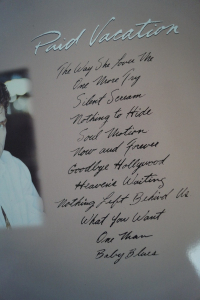 Paid Vacation
The Way She Loves Me
One More Try
Silent Scream
Nothing to Hide
Soul Motion
Now and Forever
Goodbye Hollywood
Heaven's Waiting
Nothing Left Behind Us
What You Want
One Man
Baby Blues